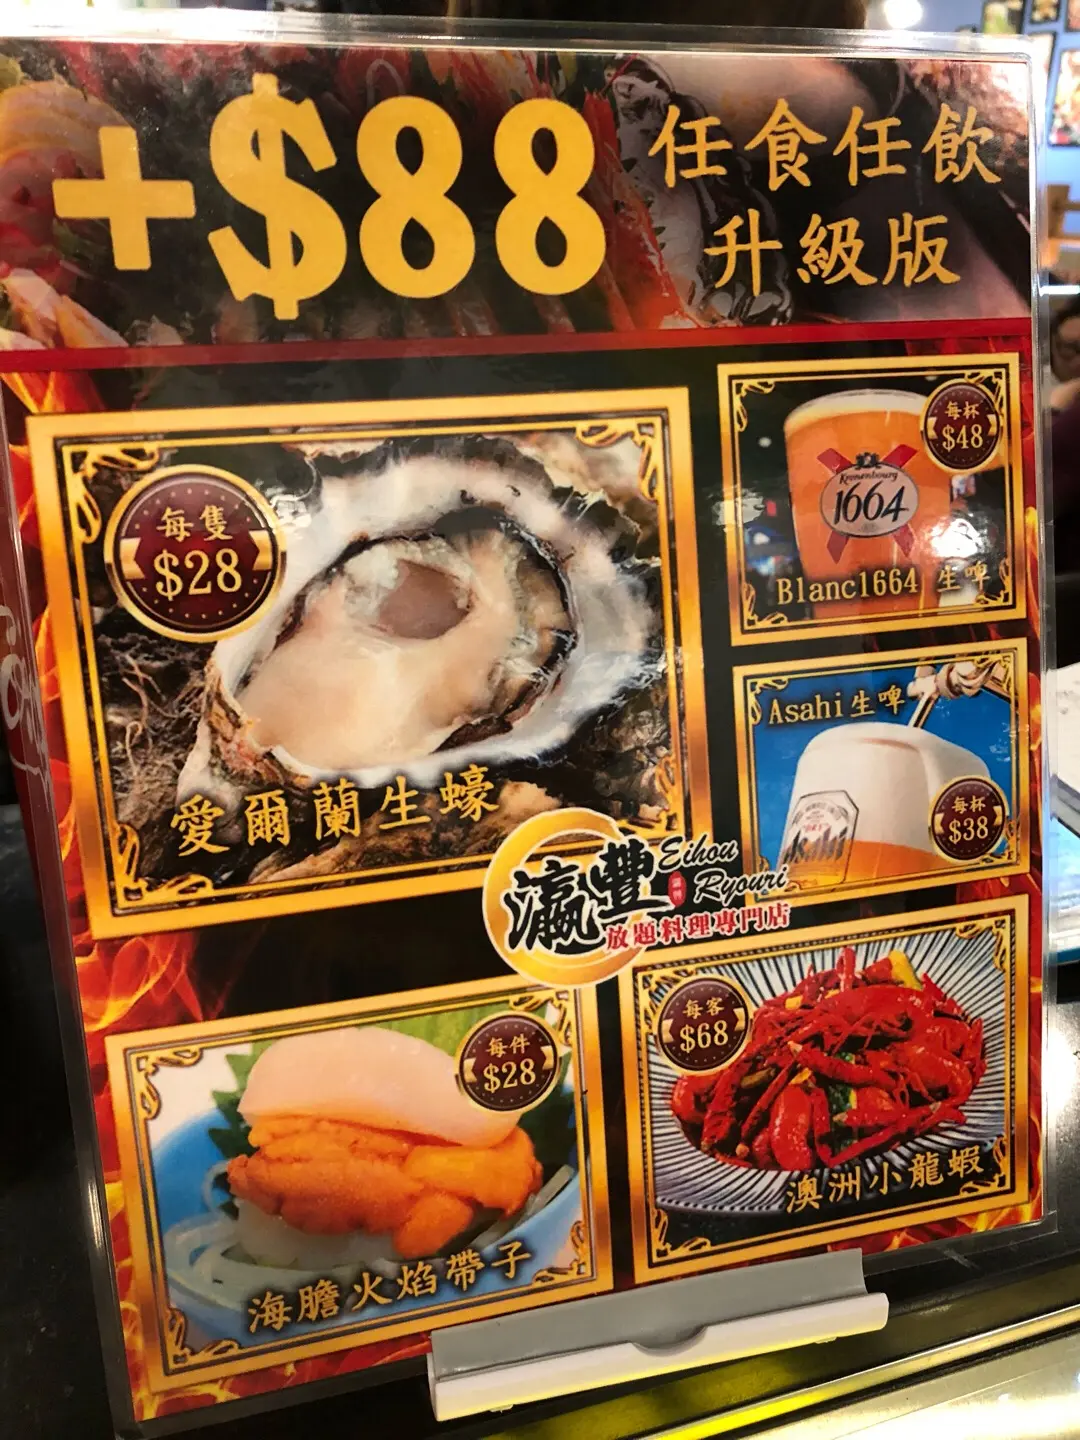 +$88
任食任飲
升級版
每隻
$28
愛爾蘭生蠔
每杯
$48
Kronenbourg
1664
Blanc1664 生啤
Asahi生啤
每杯
$38
Asahi
瀛豐
Eihou
Ryouri
放題料理專門店
每件
$28
海膽火焰帶子
每客
$68
澳洲小龍蝦